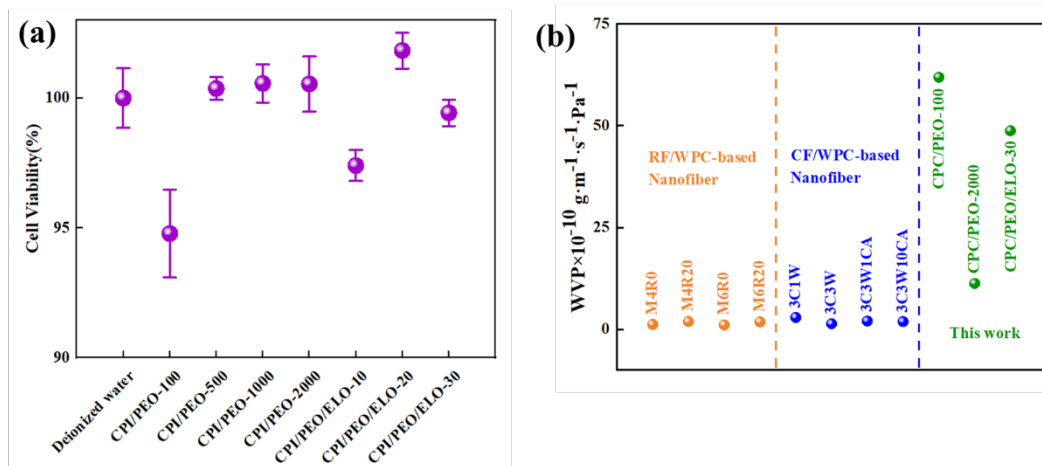 (a)
Cell Viability(%)
100
95
90
Deionized water
CPI/PEO-100
CPI/PEO-500
CPI/PEO-1000
CPI/PEO-2000
CPI/PEO/ELO-10
CPI/PEO/ELO-20
CPI/PEO/ELO-30
(b)
WVP×10⁻¹⁰ g·m⁻¹·s⁻¹·Pa⁻¹
75
50
25
0
RF/WPC-based
Nanofiber
M4R0
M4R20
M6R0
M6R20
CF/WPC-based
Nanofiber
3C1W
3C3W
3C3W1CA
3C3W10CA
CPC/PEO-100
CPC/PEO-2000
CPC/PEO/ELO-30
This work